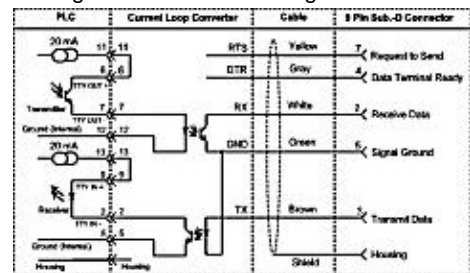 PLC Current Loop Converter Cable 9 Pin Sub.-D Connector
20 mA 11 11 RTS Yellow 7 Request to Send
6 6 DTR Gray 4 Data Terminal Ready
TTY OUT +
Transmitter 7 7 RX White 2 Receive Data
TTY OUT
Ground (Internal) 12 12
20 mA 13 13 GND Green 5 Signal Ground
TTY IN +
Receiver 2 2 TX Brown Transmit Data
TTY IN -
Ground (Internal) 5 5
Housing Housing Shield Housing